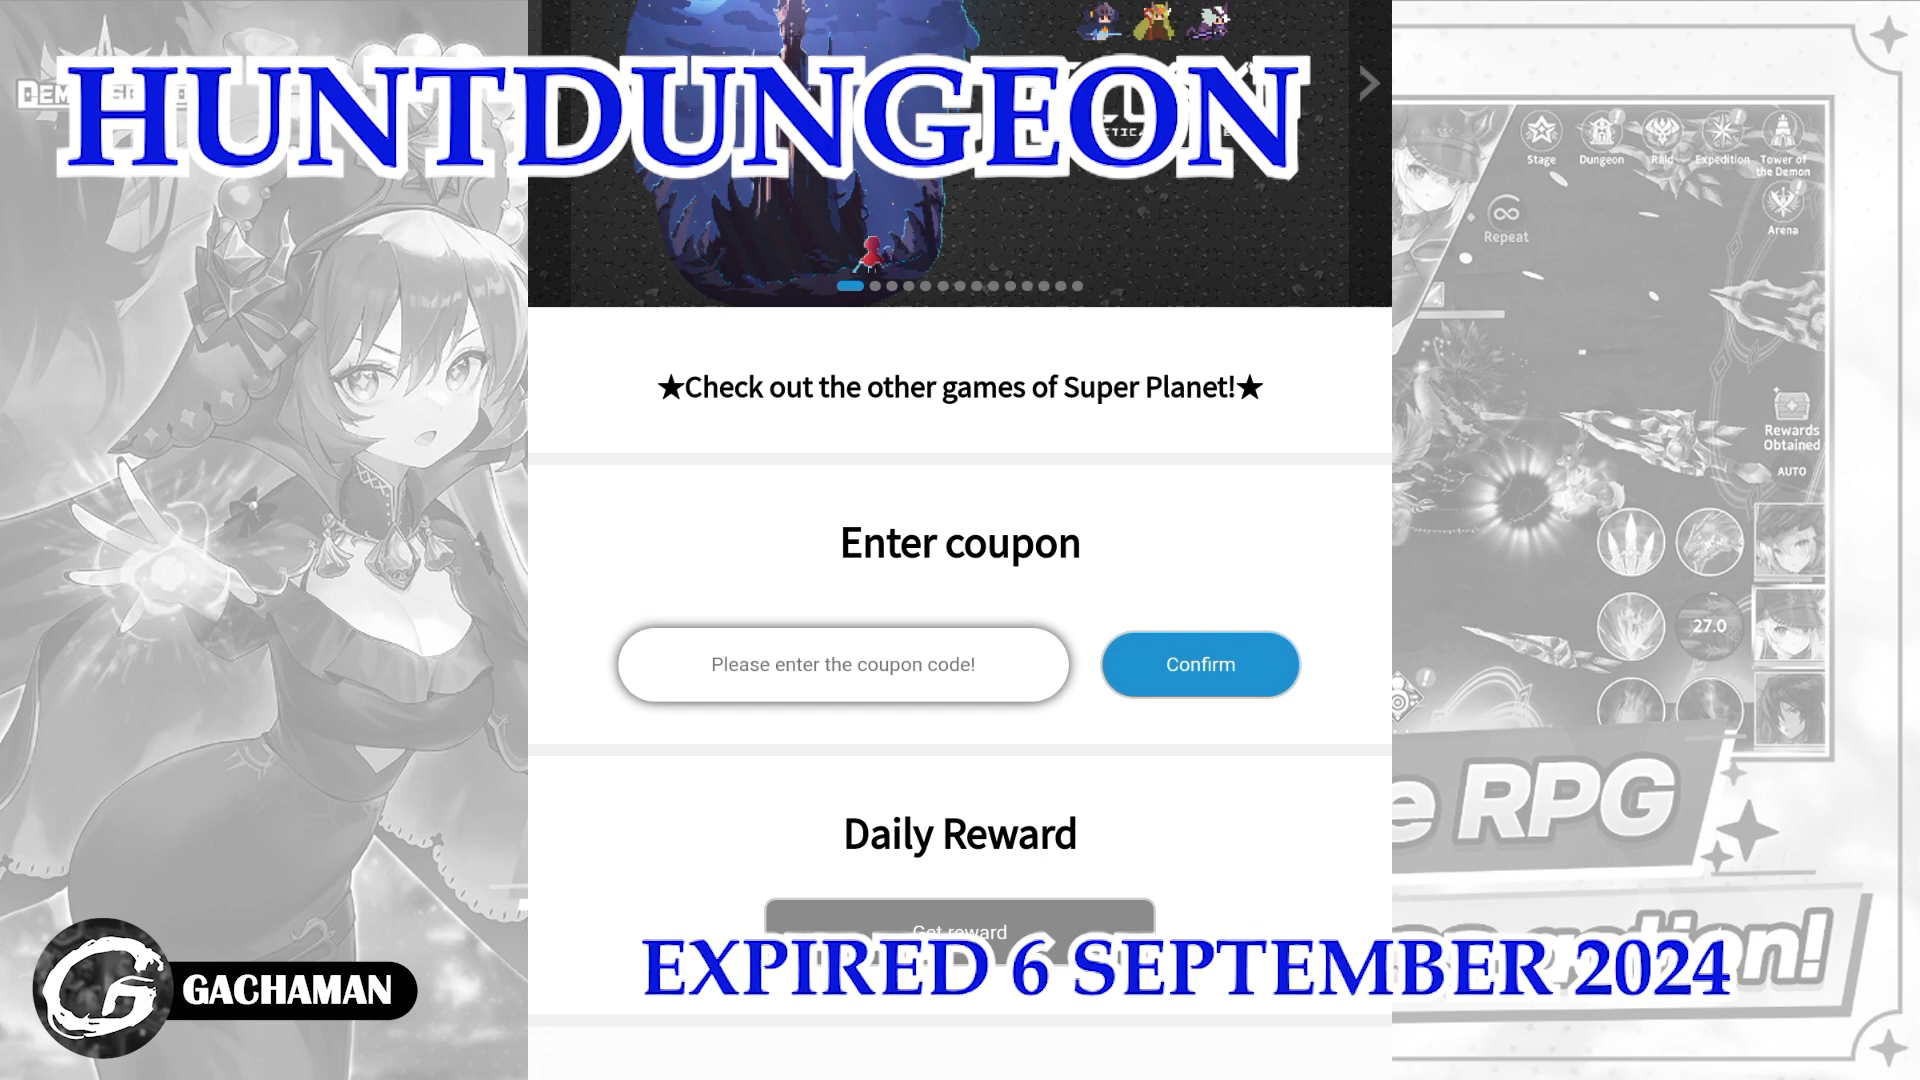 HUNTDUNGEON
Stage
Dungeon
Raid
Expedition
Tower of
the Demon
Arena
Repeat
★Check out the other games of Super Planet!★
Rewards
Obtained
AUTO
Enter coupon
27.0
Please enter the coupon code!
Confirm
RPG
Daily Reward
Get reward
EXPIRED 6 SEPTEMBER 2024
GACHAMAN